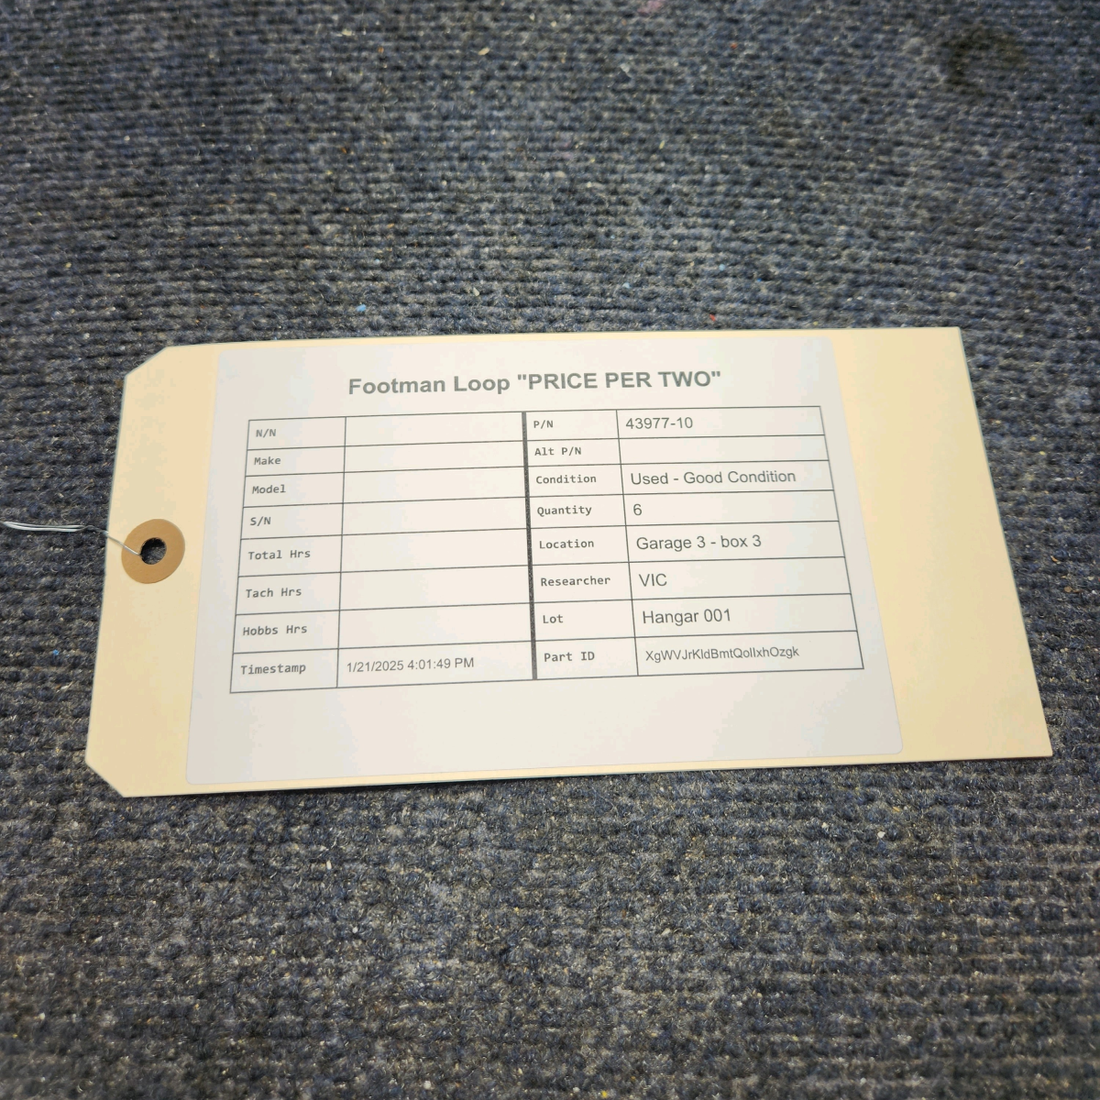 Footman Loop "PRICE PER TWO"
N/N
P/N 43977-10
Make
Alt P/N
Model
Condition Used - Good Condition
S/N
Quantity 6
Total Hrs
Location Garage 3 - box 3
Tach Hrs
Researcher VIC
Hobbs Hrs
Lot Hangar 001
Timestamp 1/21/2025 4:01:49 PM
Part ID